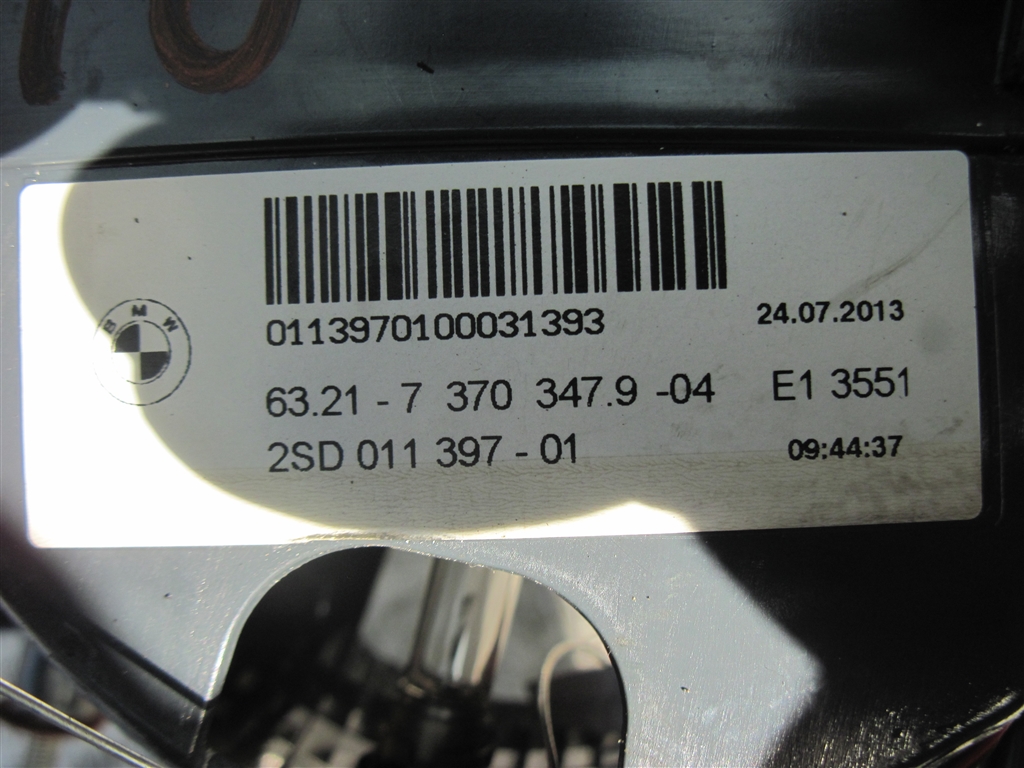 10
BMW
0113970100031393
24.07.2013
63.21 - 7 370 347.9 -04 E1 3551
2SD 011 397 - 01
09:44:37